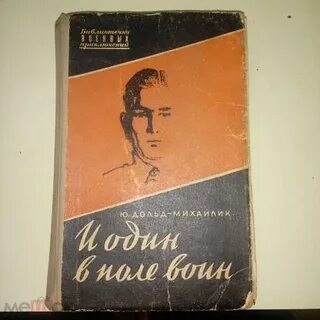 Библиотечка
ВОЕННЫХ
приключений
Ю. ДОЛЬД-МИХАЙЛИК
И один
в поле воин